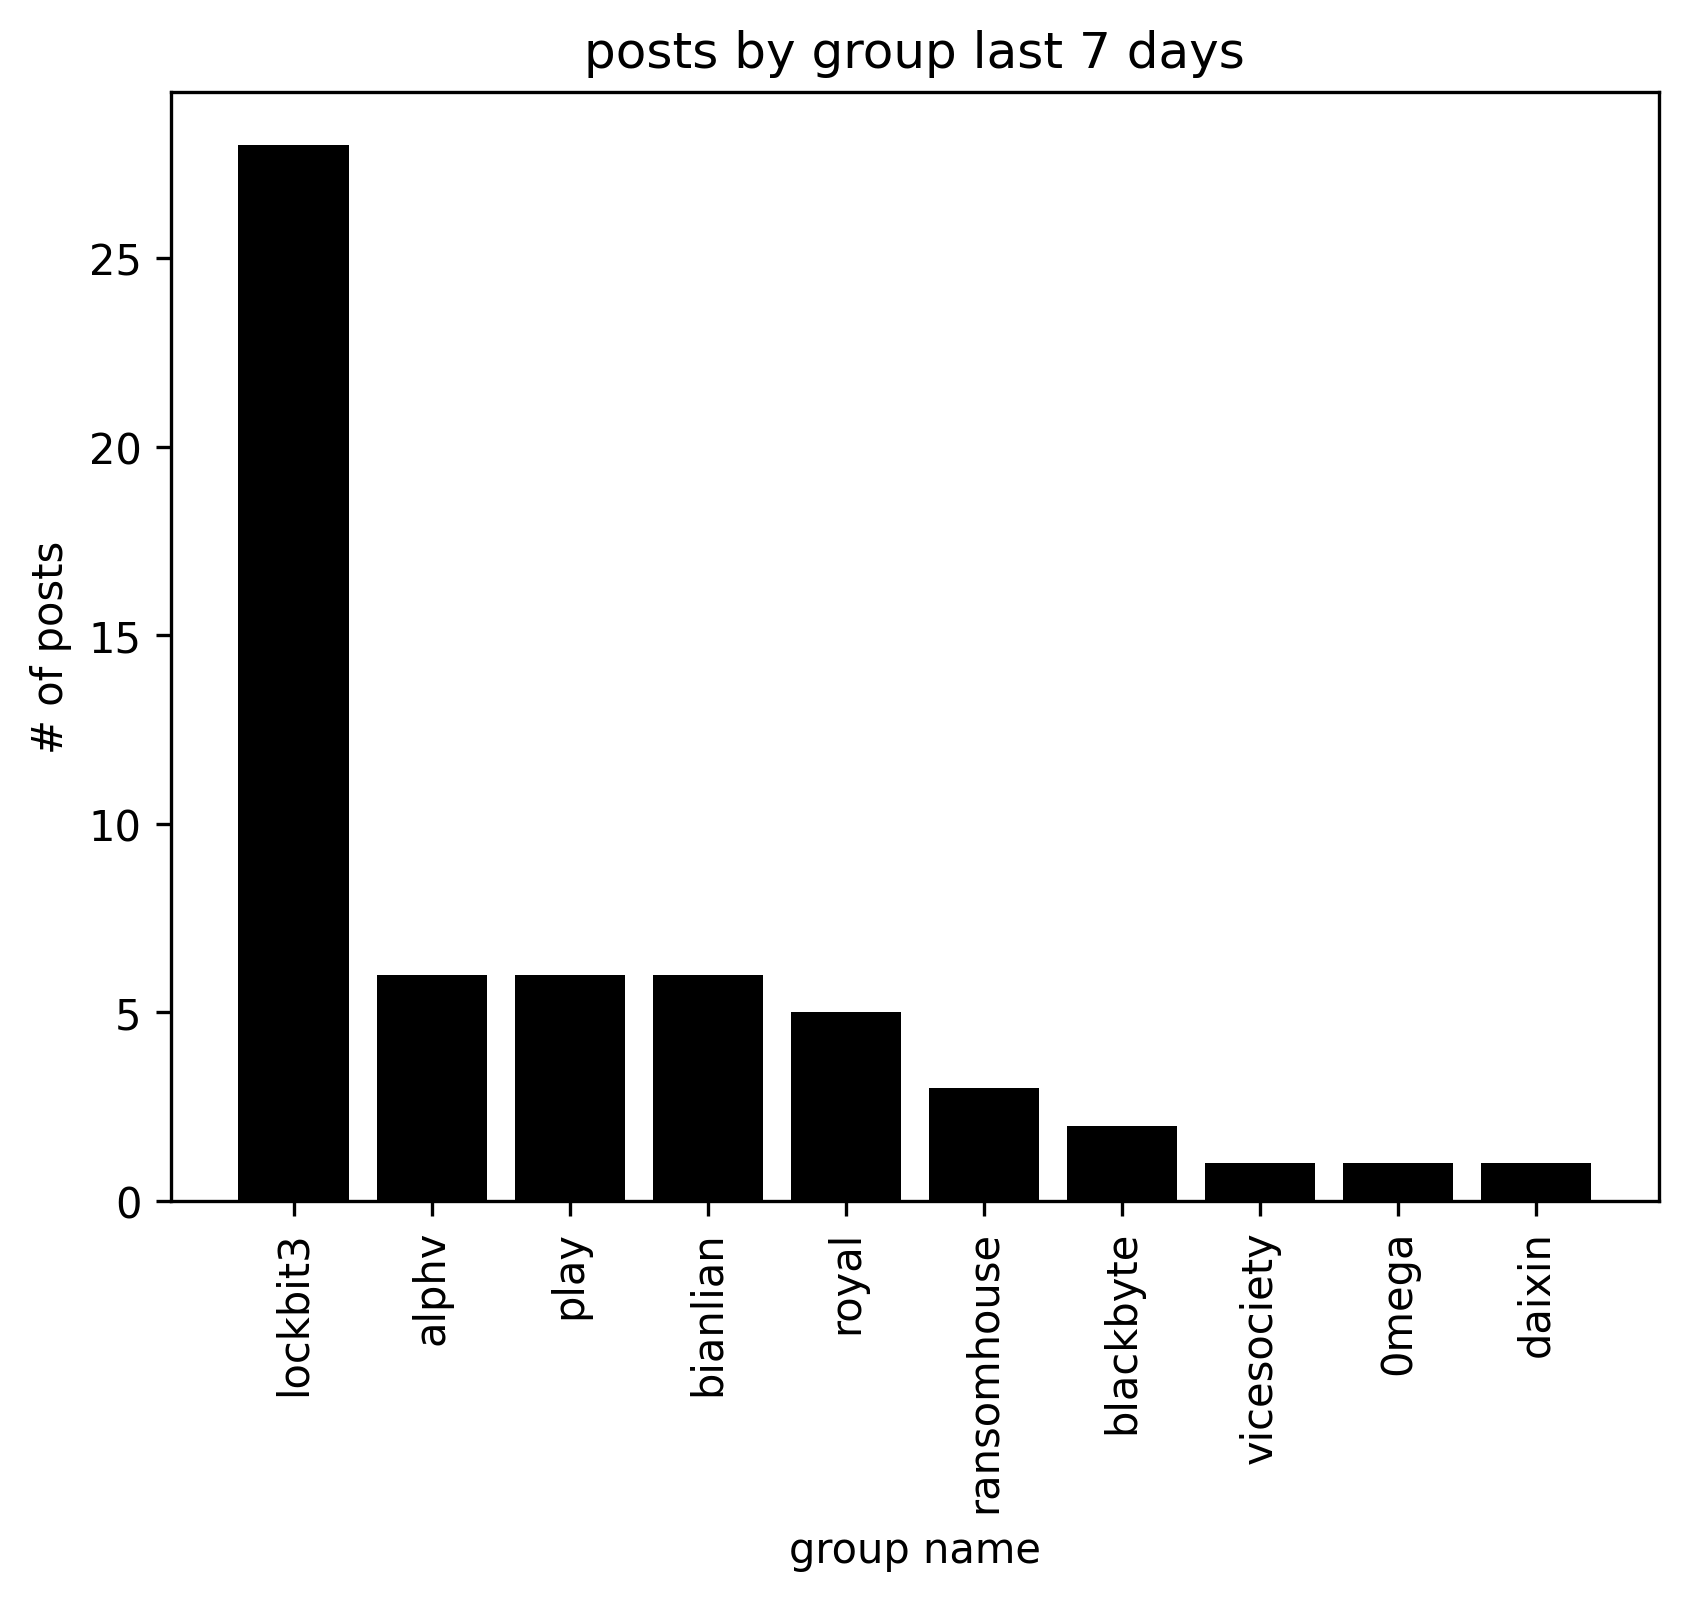 posts by group last 7 days
# of posts
25
20
15
10
5
0
lockbit3
alphv
play
bianlian
royal
ransomhouse
blackbyte
vicesociety
0mega
daixin
group name